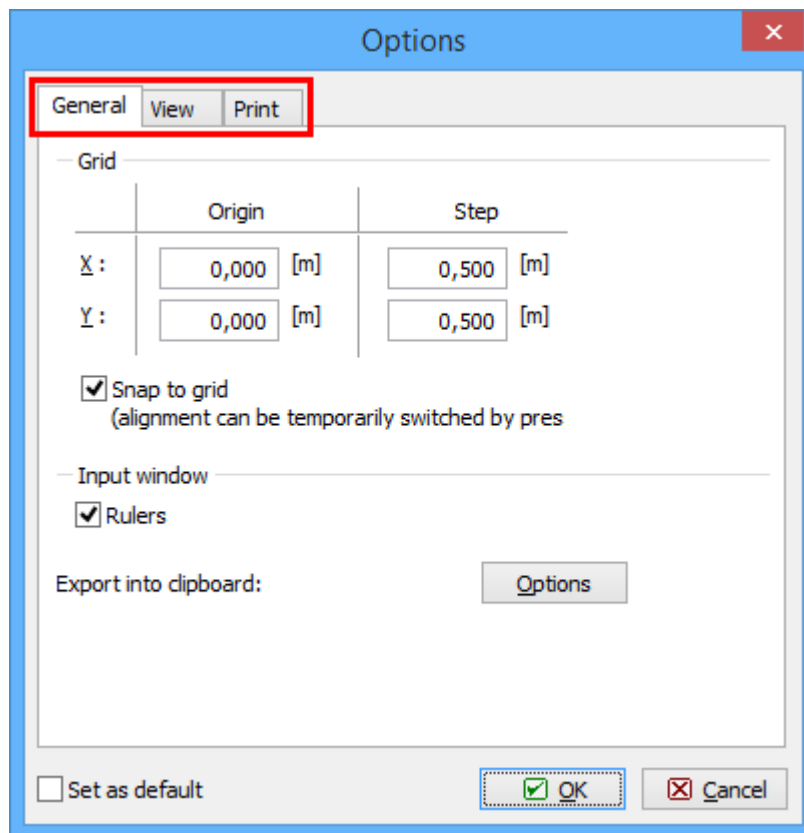 Options
General View Print
Grid
Origin Step
X : 0,000 [m] 0,500 [m]
Y : 0,000 [m] 0,500 [m]
Snap to grid
(alignment can be temporarily switched by pres
Input window
Rulers
Export into clipboard: Options
Set as default OK Cancel